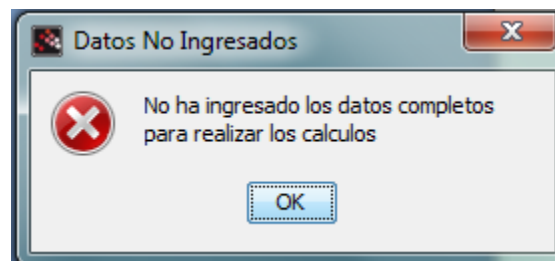 Datos No Ingresados
No ha ingresado los datos completos
para realizar los calculos
OK